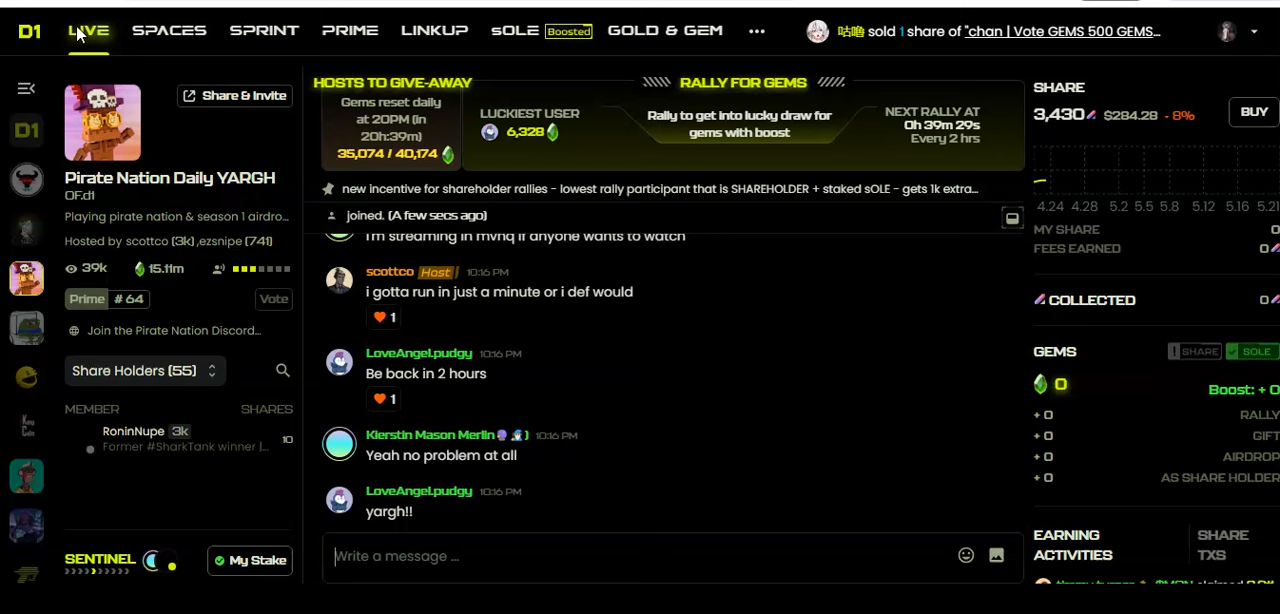 D1 LIVE SPACES SPRINT PRIME LINKUP sOLE Boosted GOLD & GEM ... 咕噜 sold 1 share of "chan | Vote GEMS 500 GEMS...
Share & Invite
D1
Pirate Nation Daily YARGH
OF.d1
Playing pirate nation & season 1 airdro...
Hosted by scottco (3k) ,ezsnipe (741)
39k 15.11m
Prime # 64 Vote
Join the Pirate Nation Discord...
Share Holders (55)
MEMBER SHARES
RoninNupe 3k
Former #SharkTank winner |... 10
SENTINEL My Stake
HOSTS TO GIVE-AWAY
Gems reset daily
at 20PM (in
20h:39m)
35,074 / 40,174
LUCKIEST USER
6,328
RALLY FOR GEMS
Rally to get into lucky draw for
gems with boost
NEXT RALLY AT
0h 39m 29s
Every 2 hrs
new incentive for shareholder rallies - lowest rally participant that is SHAREHOLDER + staked sOLE - gets 1k extra...
joined. (A few secs ago)
I'm streaming in mvnq if anyone wants to watch
scottco Host 10:16 PM
i gotta run in just a minute or i def would
1
LoveAngel.pudgy 10:16 PM
Be back in 2 hours
1
Kierstin Mason Merlin ) 10:16 PM
Yeah no problem at all
LoveAngel.pudgy 10:16 PM
yargh!!
Write a message ...
SHARE
3,430 $284.28 - 8% BUY
4.24 4.28 5.2 5.5 5.8 5.12 5.16 5.21
MY SHARE 0
FEES EARNED 0
COLLECTED 0
GEMS ! SHARE SOLE
0 Boost: + 0
+ 0 RALLY
+ 0 GIFT
+ 0 AIRDROP
+ 0 AS SHARE HOLDER
EARNING
ACTIVITIES
SHARE
TXS